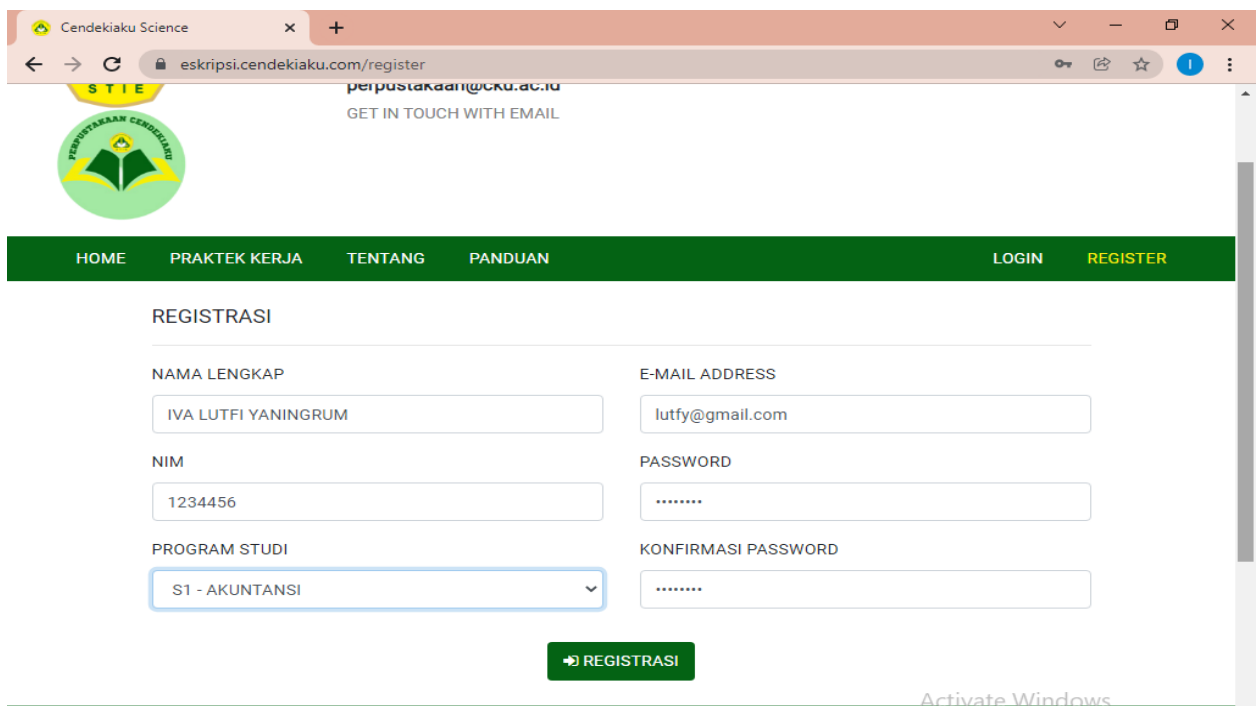 Cendekiaku Science
eskripsi.cendekiaku.com/register
I
STIE
perpustakaan@cku.ac.id
GET IN TOUCH WITH EMAIL
PERPUSTAKAAN CENDEKIAKU
HOME PRAKTEK KERJA TENTANG PANDUAN LOGIN REGISTER
REGISTRASI
NAMA LENGKAP E-MAIL ADDRESS
IVA LUTFI YANINGRUM lutfy@gmail.com
NIM PASSWORD
1234456 ••••••••
PROGRAM STUDI KONFIRMASI PASSWORD
S1 - AKUNTANSI ••••••••
REGISTRASI
Activate Windows